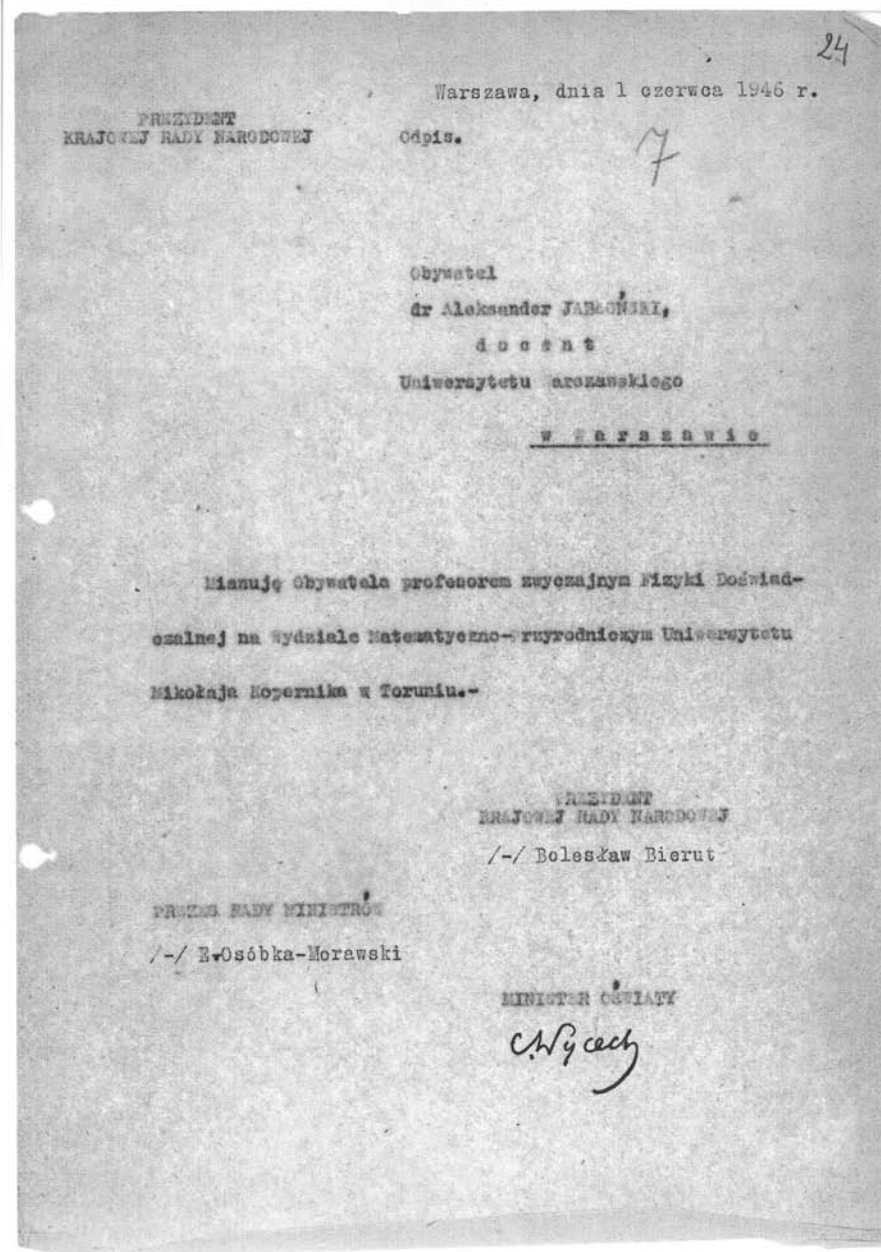 24
Warszawa, dnia 1 czerwca 1946 r.
PREZYDENT
KRAJOWEJ RADY NARODOWEJ
Odpis.
7
Obywatel
dr Aleksander JABŁOŃSKI,
d o c e n t
Uniwersytetu Warszawskiego
w W a r s z a w i e
Mianuję Obywatela profesorem zwyczajnym Fizyki Doświad-
czalnej na Wydziale Matematyczno-Przyrodniczym Uniwersytetu
Mikołaja Kopernika w Toruniu.-
PREZYDENT
KRAJOWEJ RADY NARODOWEJ
/-/ Bolesław Bierut
PREZES RADY MINISTRÓW
/-/ E.Osóbka-Morawski
MINISTER OŚWIATY
C.Wycech